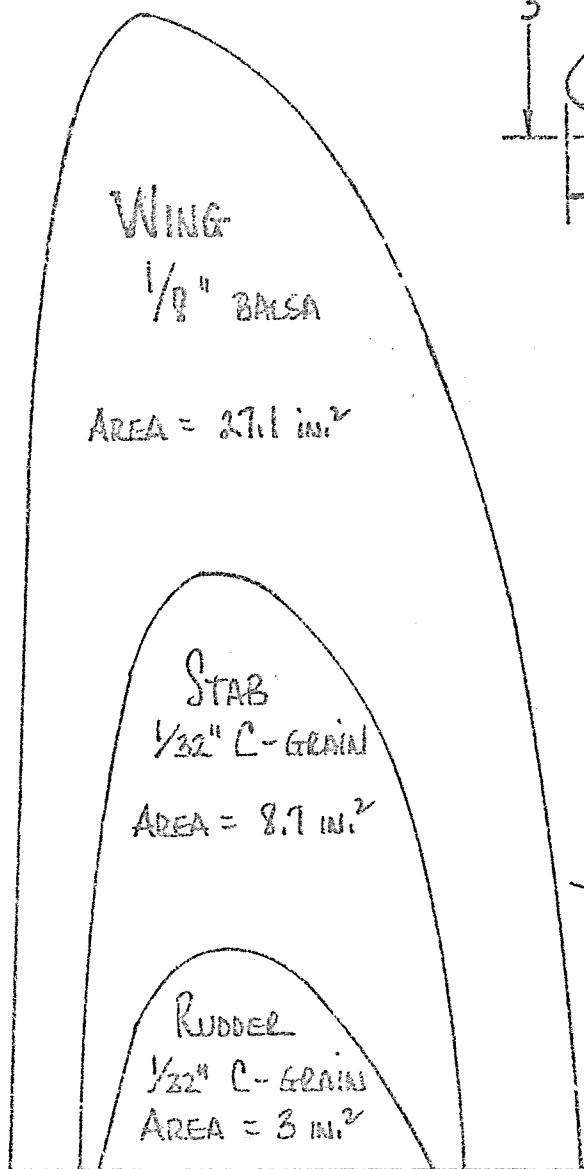 3
WING
1/8" BALSA
AREA = 27.1 in.²
STAB
1/32" C-GRAIN
AREA = 8.7 in.²
RUDDER
1/32" C-GRAIN
AREA = 3 in.²